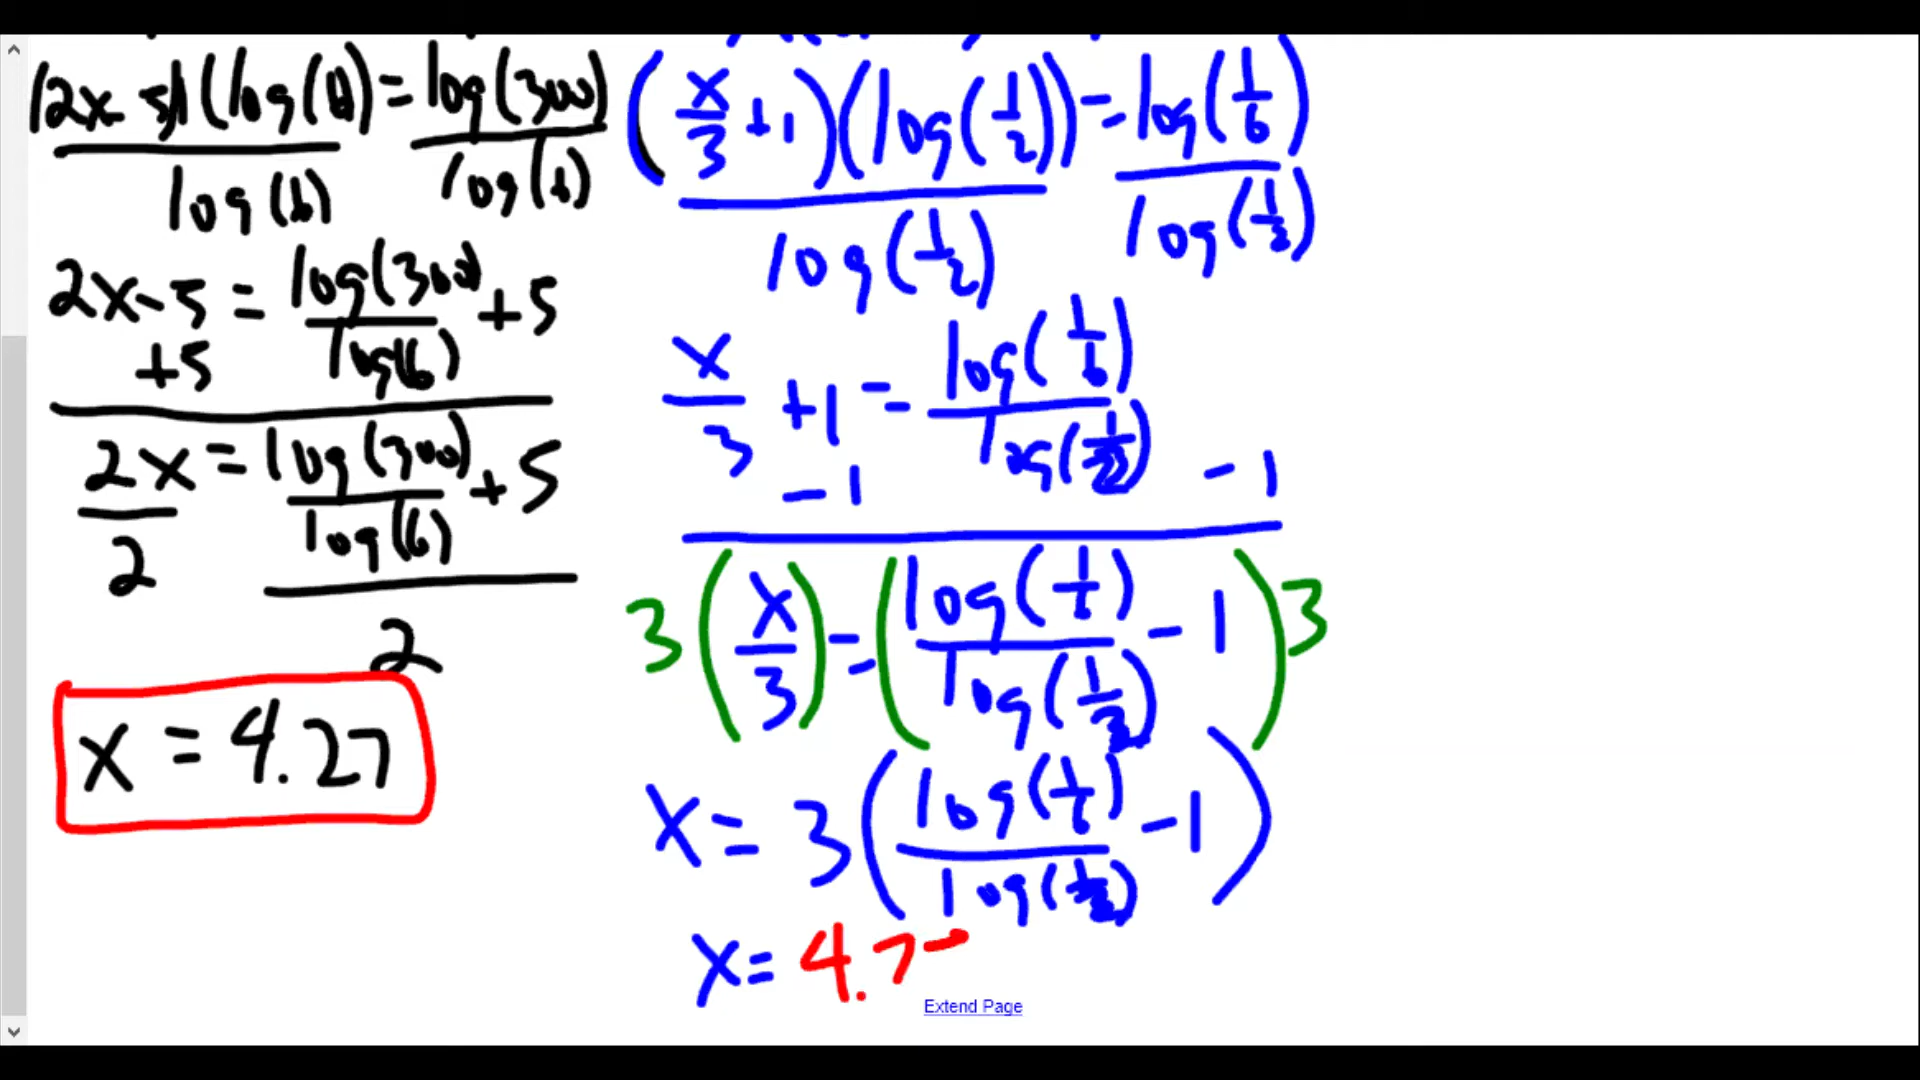 (2x-5)(log(6)) = log(300)
log(6) log(6)
2x-5 = log(300) +5
+5 log(6)
2x = log(300) +5
2 log(6)
2
x = 4.27
(x/3 +1)(log(1/2)) = log(1/6)
log(1/2) log(1/2)
x/3 +1 = log(1/6)
log(1/2)
-1 -1
3(x/3) = (log(1/6)/log(1/2) -1)3
x = 3(log(1/6)/log(1/2) -1)
x = 4.7
Extend Page